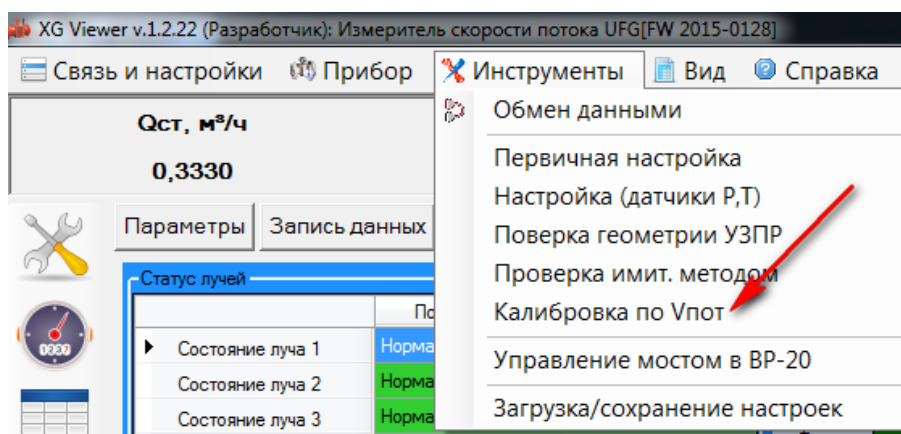 XG Viewer v.1.2.22 (Разработчик): Измеритель скорости потока UFG[FW 2015-0128]
Связь и настройки Прибор Инструменты Вид Справка
Qст, м³/ч
0,3330
Параметры Запись данных
Статус лучей
По
Состояние луча 1 Норма
Состояние луча 2 Норма
Состояние луча 3 Норма
Обмен данными
Первичная настройка
Настройка (датчики P,T)
Поверка геометрии УЗПР
Проверка имит. методом
Калибровка по Vпот
Управление мостом в ВР-20
Загрузка/сохранение настроек